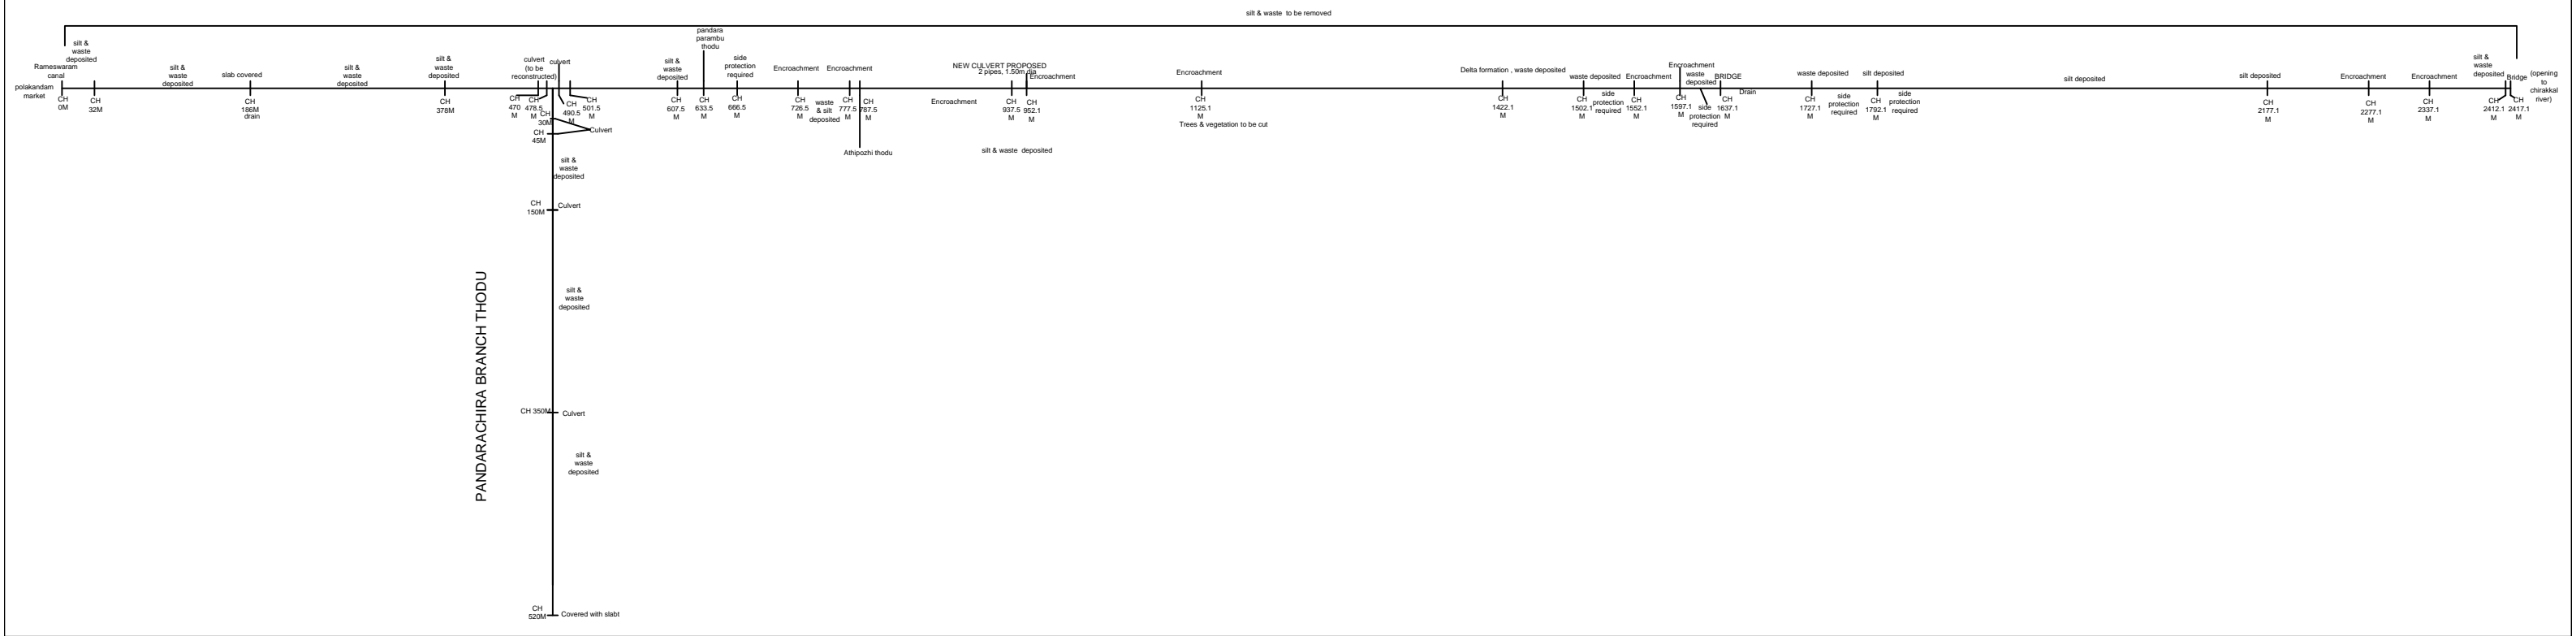 silt & waste to be removed
silt &
waste
deposited
Rameswaram
canal
polakandam
market
CH
0M
CH
32M
silt &
waste
deposited
slab covered
CH
186M
drain
silt &
waste
deposited
silt &
waste
deposited
CH
378M
culvert
(to be
reconstructed)
culvert
CH
470
M
CH
478.5
M
CH
490.5
M
CH
501.5
M
silt &
waste
deposited
CH
607.5
M
pandara
parambu
thodu
CH
633.5
M
side
protection
required
CH
666.5
M
Encroachment
CH
726.5
M
waste
& silt
deposited
Encroachment
CH
777.5
M
CH
787.5
M
Athipozhi thodu
Encroachment
NEW CULVERT PROPOSED
2 pipes, 1.50m dia
Encroachment
CH
937.5
M
CH
952.1
M
silt & waste deposited
Encroachment
CH
1125.1
M
Trees & vegetation to be cut
Delta formation , waste deposited
CH
1422.1
M
waste deposited
CH
1502.1
M
side
protection
required
Encroachment
CH
1552.1
M
Encroachment
waste
deposited
CH
1597.1
M
side
protection
required
BRIDGE
Drain
CH
1637.1
M
waste deposited
CH
1727.1
M
side
protection
required
silt deposited
CH
1792.1
M
side
protection
required
silt deposited
silt deposited
CH
2177.1
M
Encroachment
CH
2277.1
M
Encroachment
CH
2337.1
M
silt &
waste
deposited
Bridge
(opening
to
chirakkal
river)
CH
2412.1
M
CH
2417.1
M
CH
30M
CH
45M
Culvert
silt &
waste
deposited
CH
150M
Culvert
PANDARACHIRA BRANCH THODU
silt &
waste
deposited
CH 350M
Culvert
silt &
waste
deposited
CH
520M
Covered with slabt